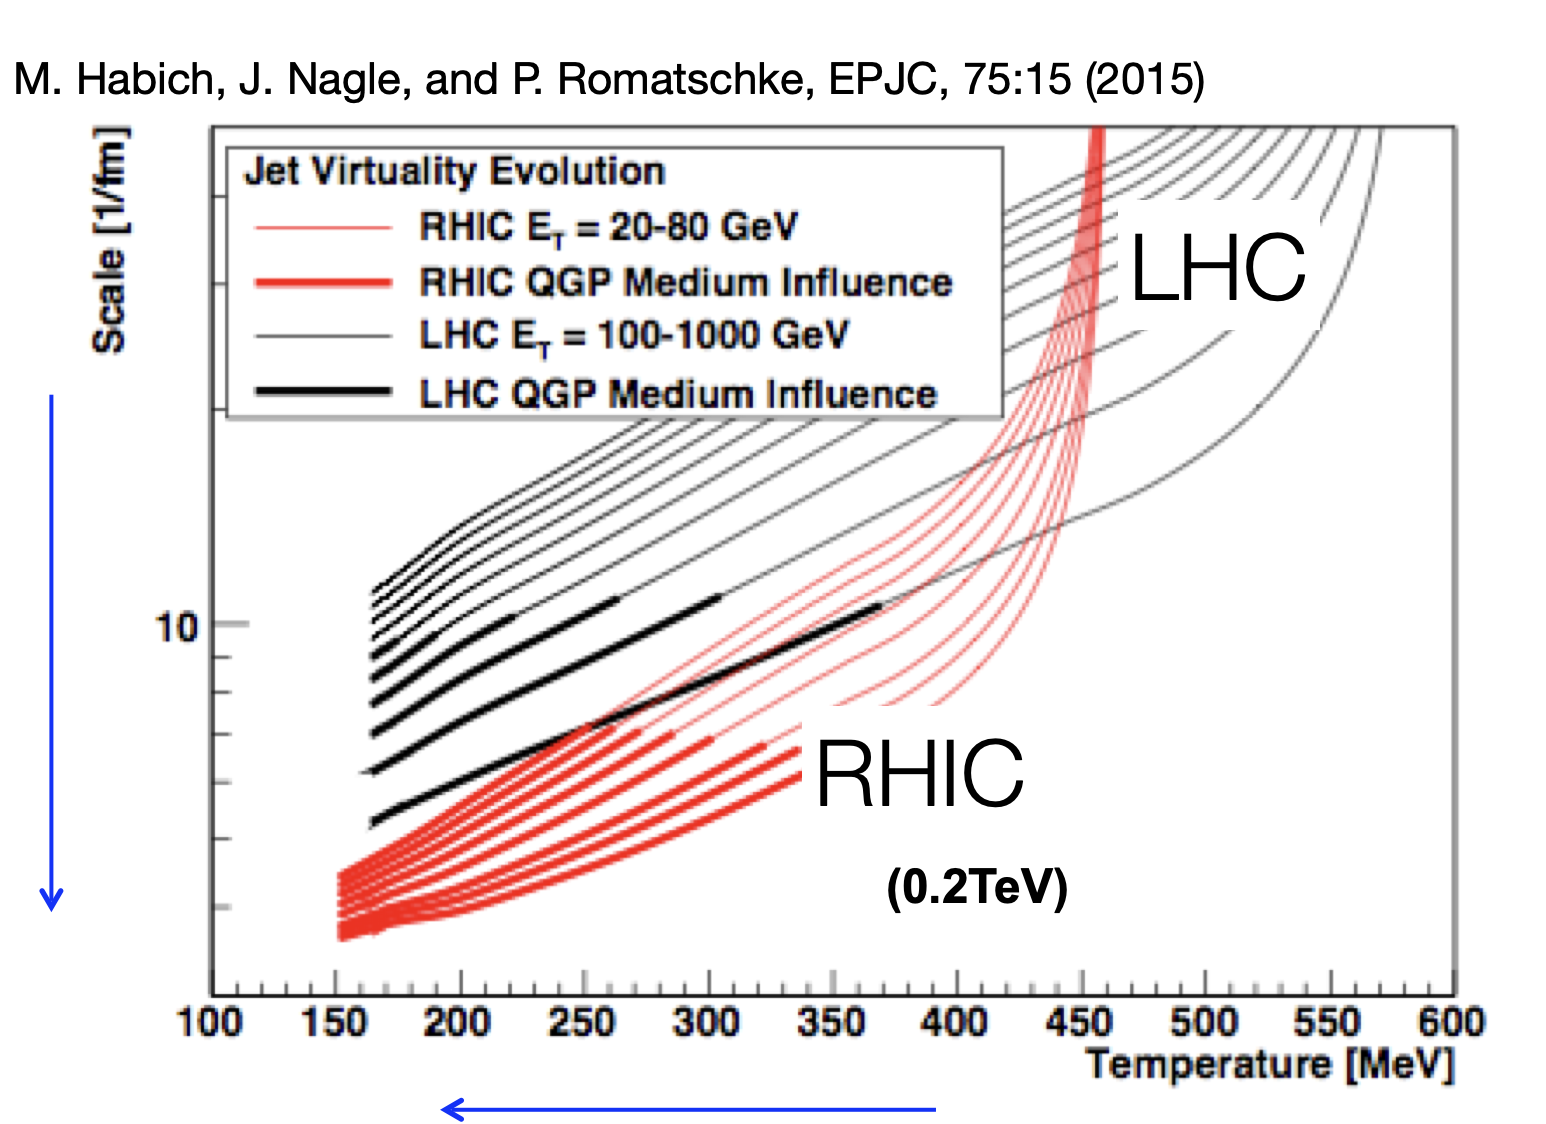 M. Habich, J. Nagle, and P. Romatschke, EPJC, 75:15 (2015)
Scale [1/fm]
Jet Virtuality Evolution
RHIC E_T = 20-80 GeV
RHIC QGP Medium Influence
LHC E_T = 100-1000 GeV
LHC QGP Medium Influence
LHC
10
RHIC
(0.2TeV)
100 150 200 250 300 350 400 450 500 550 600
Temperature [MeV]